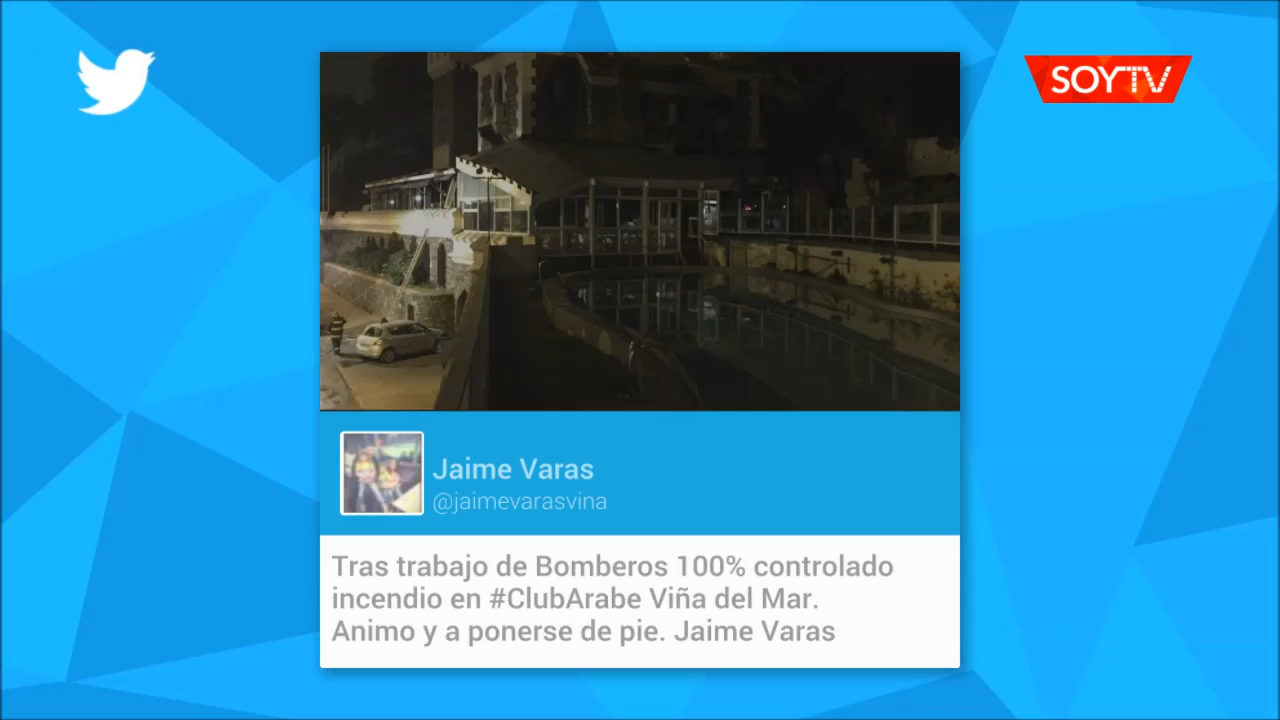 SOYTV
Jaime Varas
@jaimevarasvina
Tras trabajo de Bomberos 100% controlado
incendio en #ClubArabe Viña del Mar.
Animo y a ponerse de pie. Jaime Varas